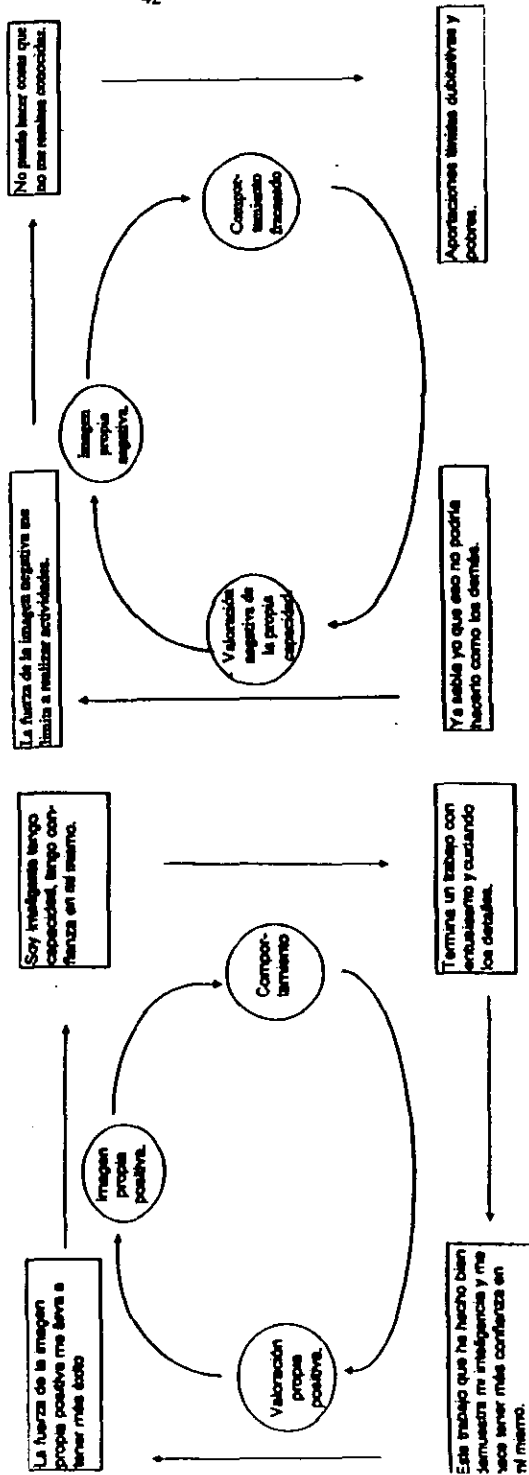 42
La fuerza de la imagen
propia positiva me lleva a
tener más éxito
Soy inteligente tengo
capacidad, tengo con-
fianza en mí mismo.
Imagen
propia
positiva.
Compor-
tamiento
Valoración
propia
positiva.
Este trabajo que he hecho bien
demuestra mi inteligencia y me
hace tener más confianza en
mí mismo.
Termina un trabajo con
entusiasmo y cuidando
los detalles.
La fuerza de la imagen negativa me
limita a realizar actividades.
No puedo hacer cosas que
no me resulten conocidas.
Imagen
propia
negativa.
Compor-
tamiento
fracasado
Valoración
negativa de
la propia
capacidad.
Ya sabía yo que eso no podría
hacerlo como los demás.
Aportaciones tímidas dubitativas y
pobres.